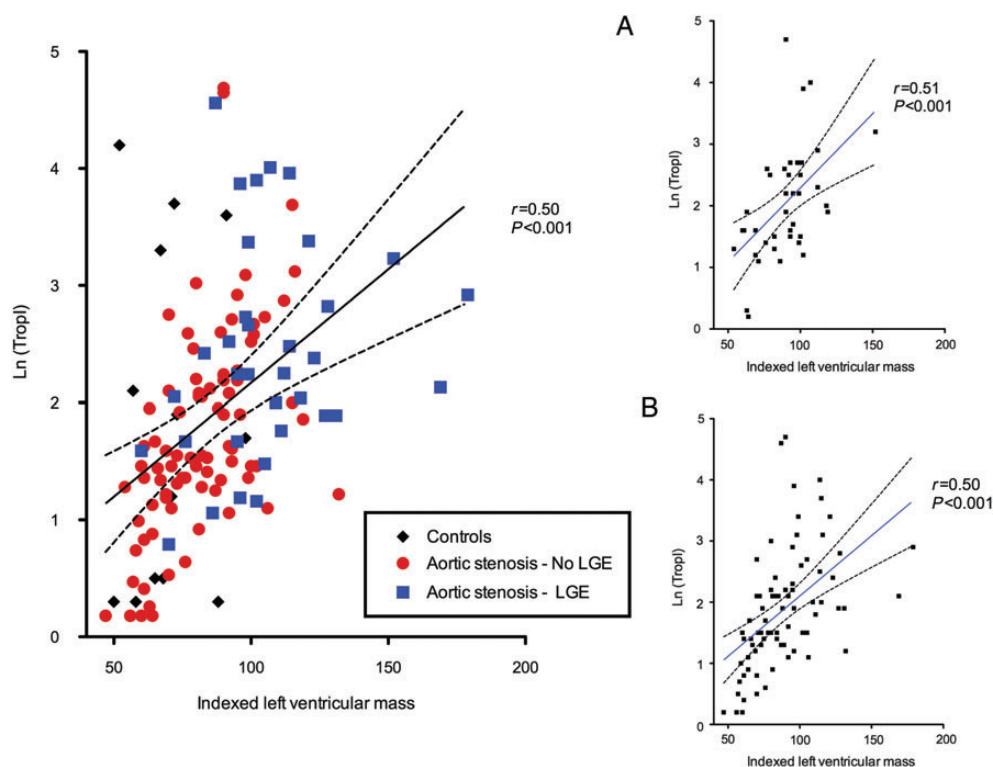 5
4
3
2
1
0
Ln (TropI)
50
100
150
Indexed left ventricular mass
r=0.50
P<0.001
Controls
Aortic stenosis - No LGE
Aortic stenosis - LGE
A
5
4
3
2
1
0
Ln (TropI)
0
50
100
150
200
Indexed left ventricular mass
r=0.51
P<0.001
B
5
4
3
2
1
0
Ln (TropI)
0
50
100
150
200
Indexed left ventricular mass
r=0.50
P<0.001